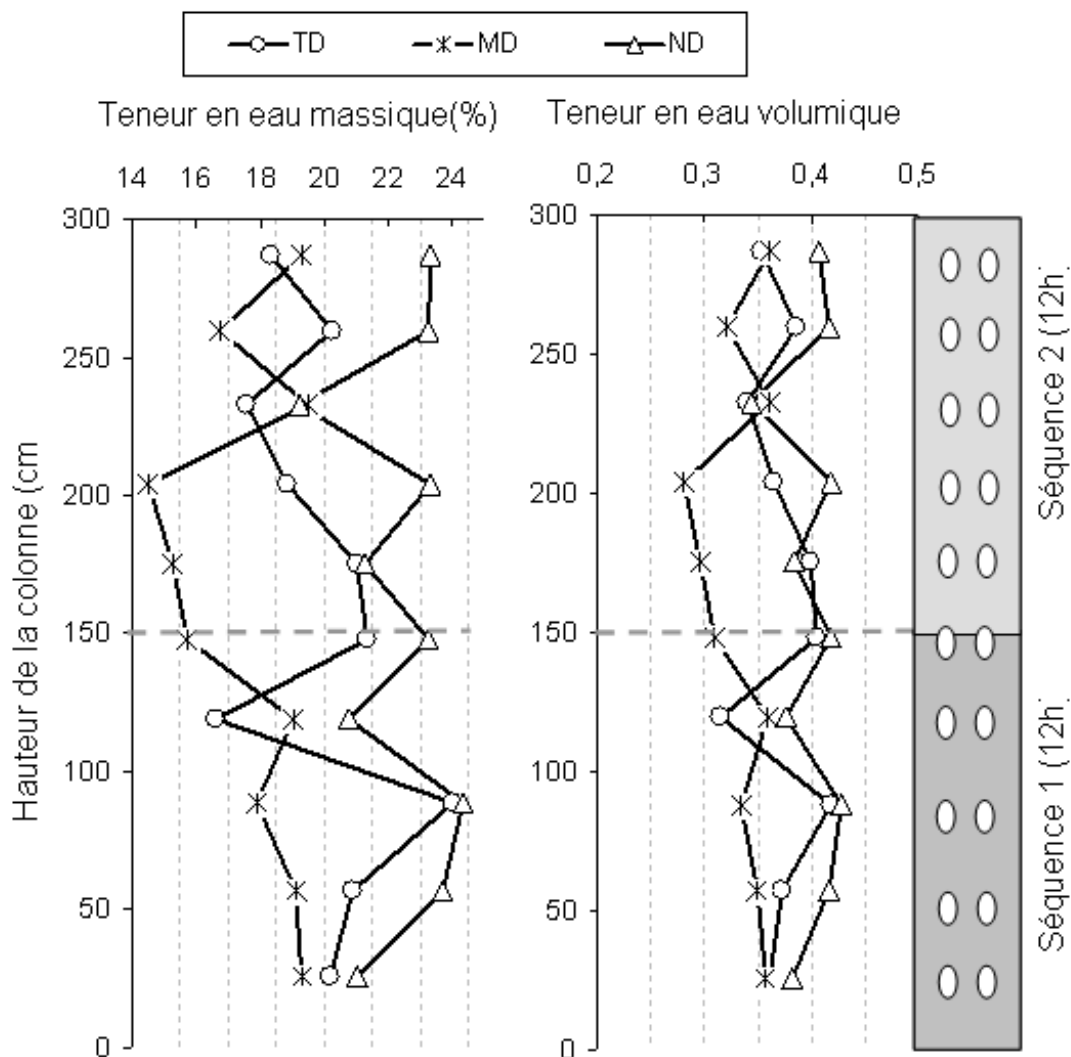 TD MD ND
Teneur en eau massique(%)
Teneur en eau volumique
14 16 18 20 22 24
0,2 0,3 0,4 0,5
300
250
200
150
100
50
0
Hauteur de la colonne (cm
300
250
200
150
100
50
0
Séquence 2 (12h.
Séquence 1 (12h.